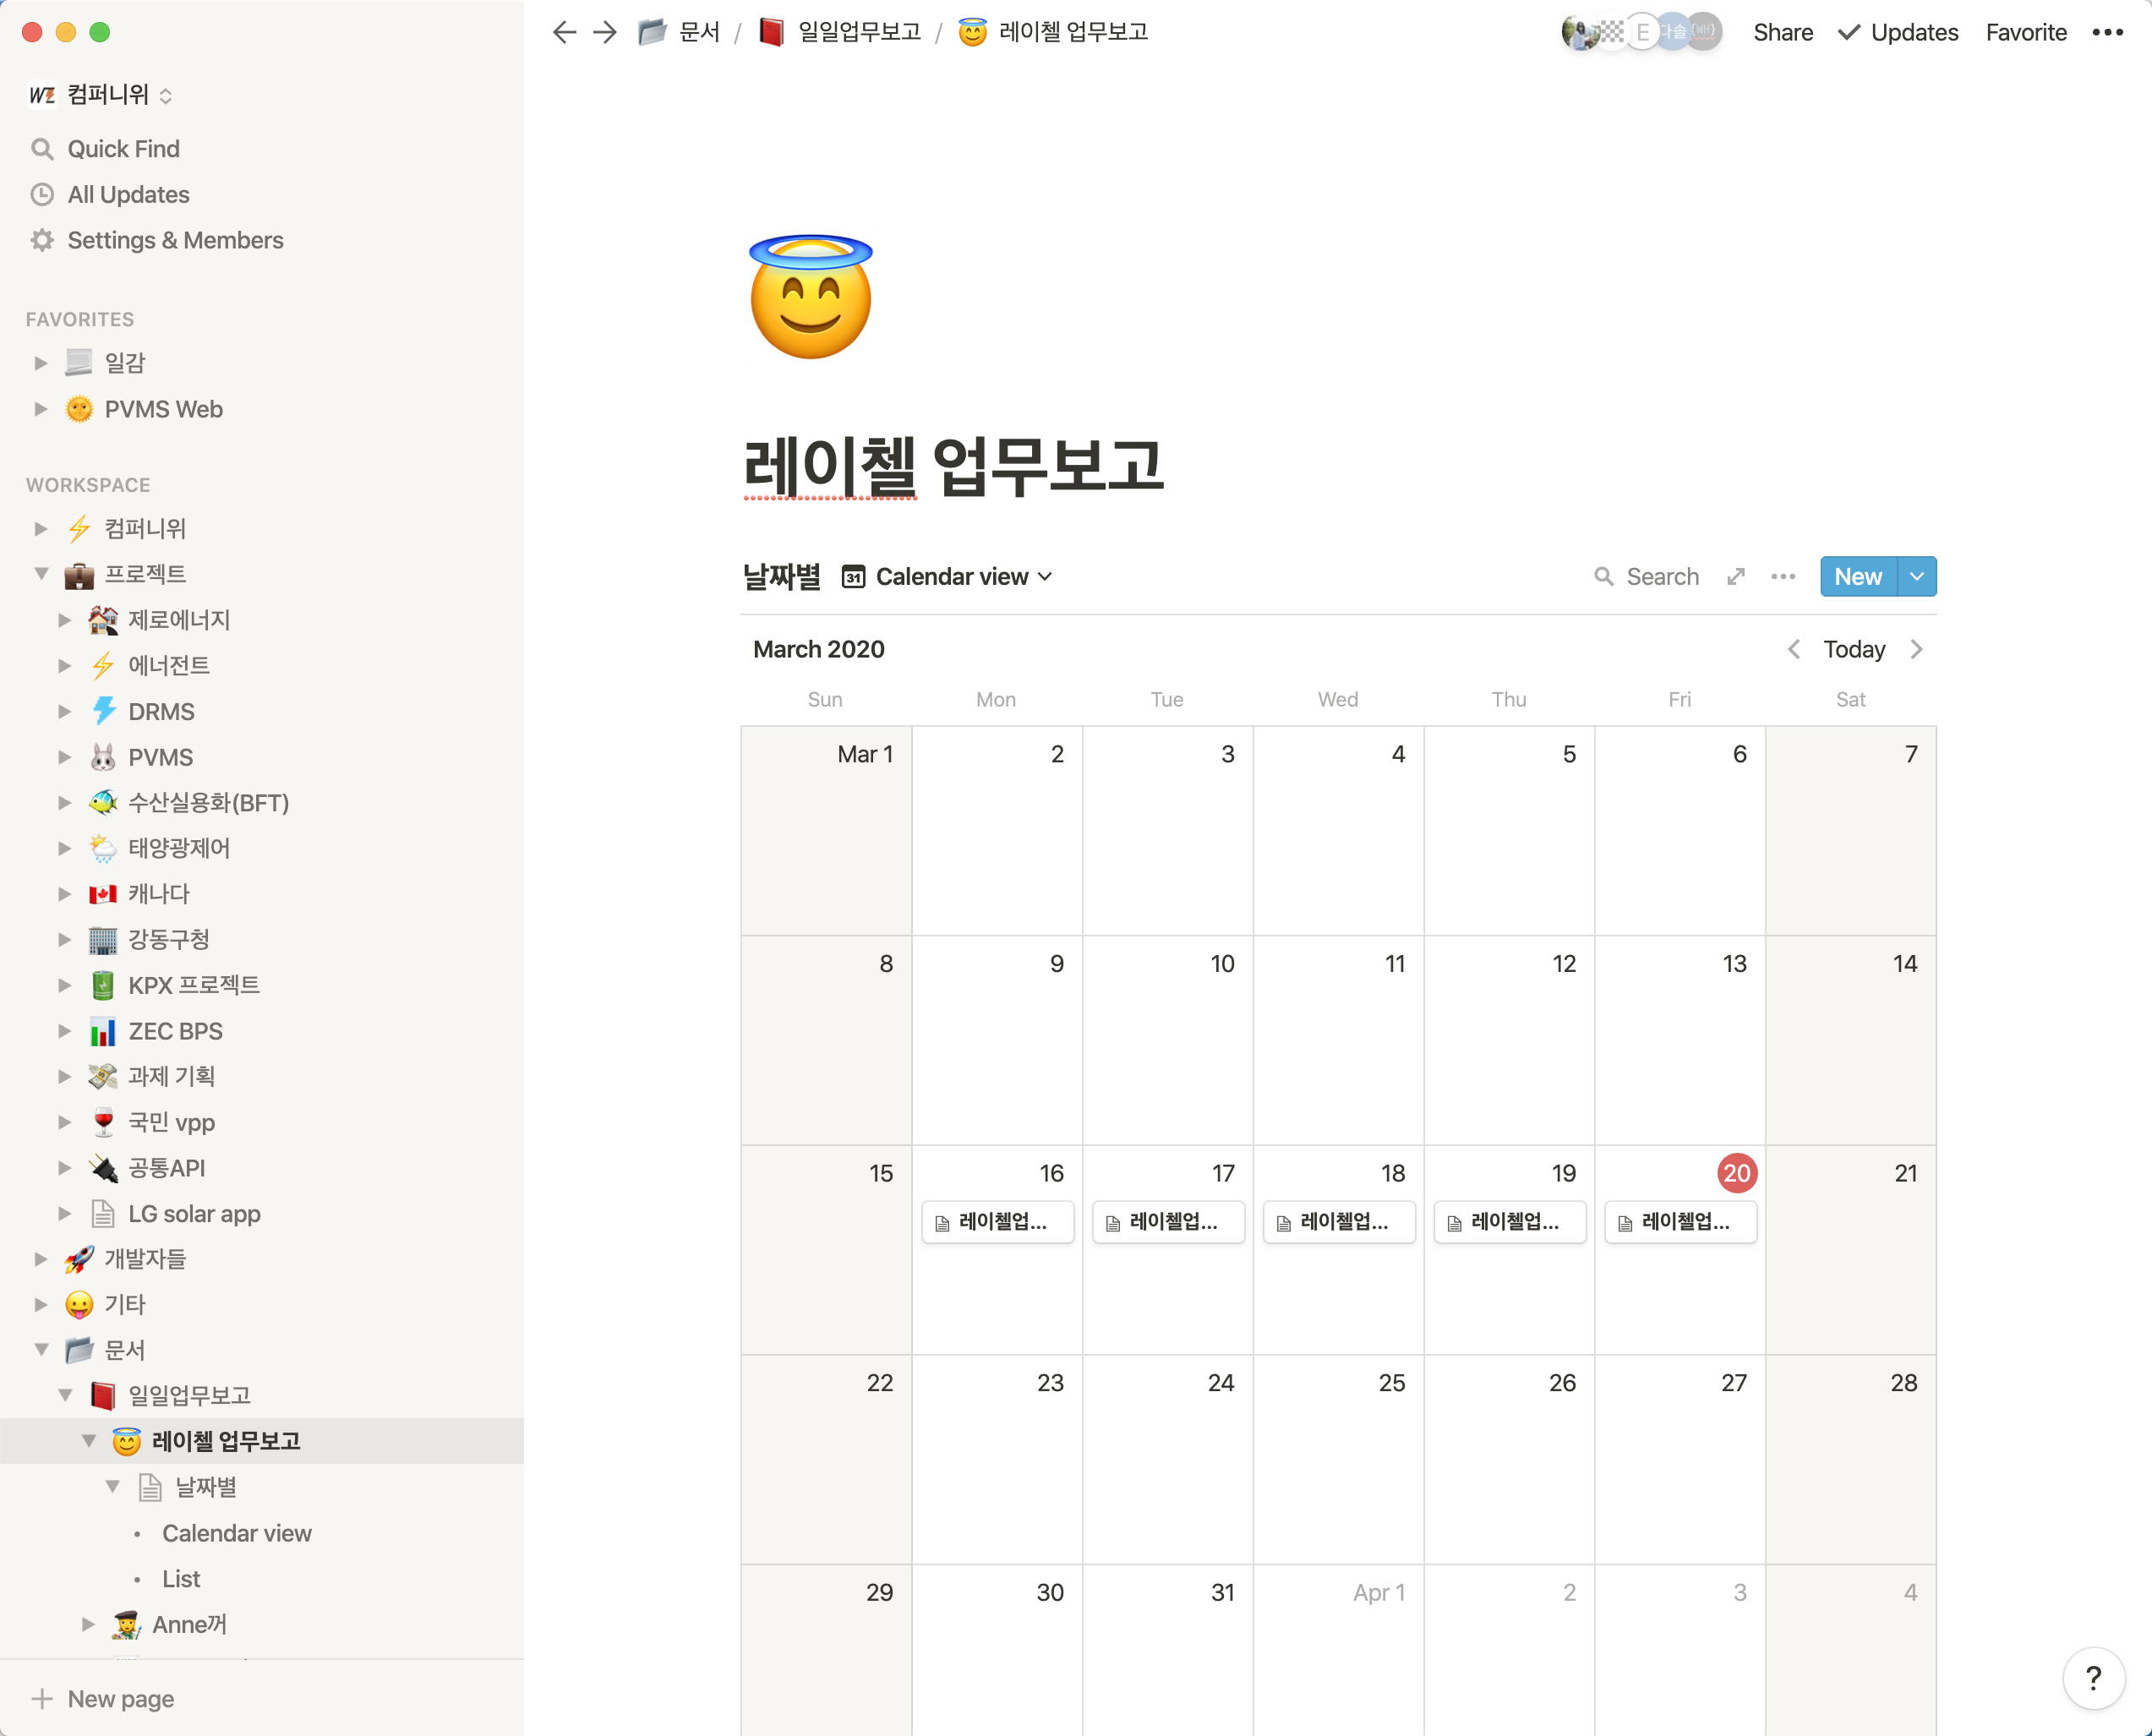 문서 / 일일업무보고 / 레이첼 업무보고
E 다솔 {WH} Share Updates Favorite
WE 컴퍼니위
Quick Find
All Updates
Settings & Members
FAVORITES
일감
PVMS Web
WORKSPACE
컴퍼니위
프로젝트
제로에너지
에너전트
DRMS
PVMS
수산실용화(BFT)
태양광제어
캐나다
강동구청
KPX 프로젝트
ZEC BPS
과제 기획
국민 vpp
공통API
LG solar app
개발자들
기타
문서
일일업무보고
레이첼 업무보고
날짜별
• Calendar view
• List
Anne꺼
New page
레이첼 업무보고
날짜별 31 Calendar view Search New
March 2020 Today
Sun Mon Tue Wed Thu Fri Sat
Mar 1 2 3 4 5 6 7
8 9 10 11 12 13 14
15 16 17 18 19 20 21
레이첼업... 레이첼업... 레이첼업... 레이첼업... 레이첼업...
22 23 24 25 26 27 28
29 30 31 Apr 1 2 3 4
?